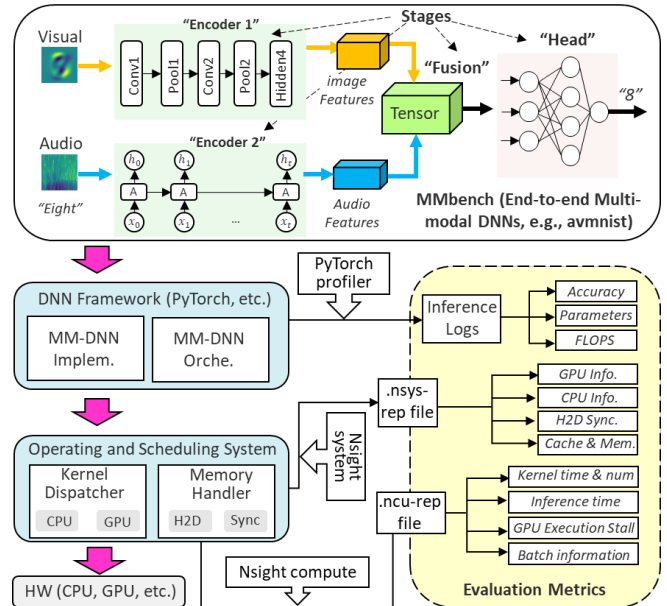 Visual
"Encoder 1"
Stages
Conv1
Pool1
Conv2
Pool2
Hidden4
image
Features
"Fusion"
"Head"
Tensor
"8"
Audio
"Eight"
"Encoder 2"
h0
h1
ht
A
A
A
x0
x1
...
xt
Audio
Features
MMbench (End-to-end Multi-
modal DNNs, e.g., avmnist)
DNN Framework (PyTorch, etc.)
MM-DNN
Implem.
MM-DNN
Orche.
PyTorch
profiler
Inference
Logs
Accuracy
Parameters
FLOPS
.nsys-
rep file
GPU Info.
CPU Info.
H2D Sync.
Cache & Mem.
Operating and Scheduling System
Kernel
Dispatcher
CPU
GPU
Memory
Handler
H2D
Sync
Nsight
system
.ncu-rep
file
Kernel time & num
Inference time
GPU Execution Stall
Batch information
HW (CPU, GPU, etc.)
Nsight compute
Evaluation Metrics